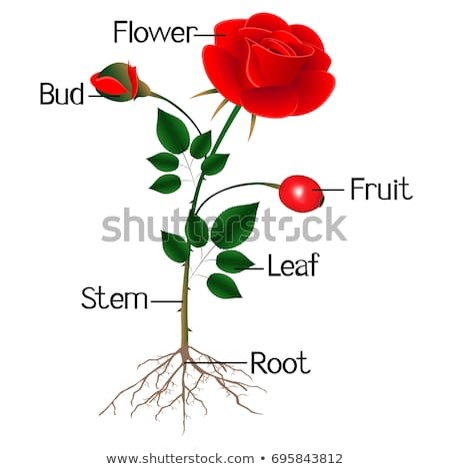 Flower
Bud
Fruit
shutterstock
Leaf
Stem
Root
www.shutterstock.com • 695843812